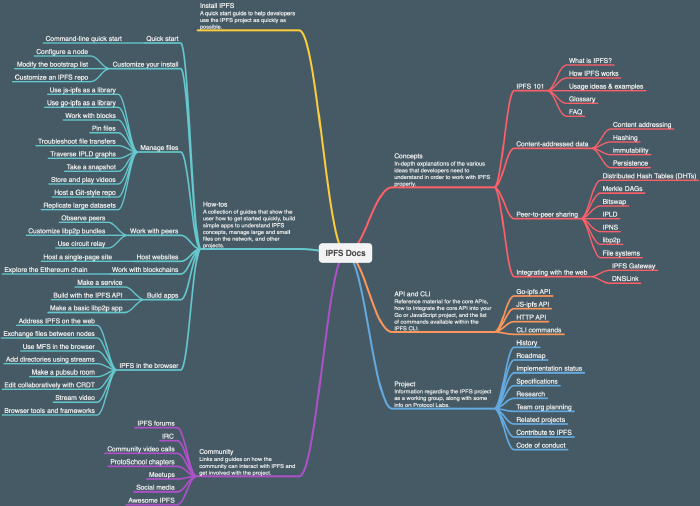 Install IPFS
A quick start guide to help developers
use the IPFS project as quickly as
possible.
Command-line quick start
Quick start
Configure a node
Modify the bootstrap list
Customize an IPFS repo
Customize your install
Use js-ipfs as a library
Use go-ipfs as a library
Work with blocks
Pin files
Troubleshoot file transfers
Traverse IPLD graphs
Take a snapshot
Store and play videos
Host a Git-style repo
Replicate large datasets
Manage files
Observe peers
Customize libp2p bundles
Use circuit relay
Work with peers
Host a single-page site
Host websites
Explore the Ethereum chain
Work with blockchains
Make a service
Build with the IPFS API
Make a basic libp2p app
Build apps
Address IPFS on the web
Exchange files between nodes
Use MFS in the browser
Add directories using streams
Make a pubsub room
Edit collaboratively with CRDT
Stream video
Browser tools and frameworks
IPFS in the browser
How-tos
A collection of guides that show the
user how to get started quickly, build
simple apps to understand IPFS
concepts, manage large and small
files on the network, and other
projects.
IPFS forums
IRC
Community video calls
ProtoSchool chapters
Meetups
Social media
Awesome IPFS
Community
Links and guides on how the
community can interact with IPFS and
get involved with the project.
IPFS Docs
Concepts
In-depth explanations of the various
ideas that developers need to
understand in order to work with IPFS
properly.
IPFS 101
What is IPFS?
How IPFS works
Usage ideas & examples
Glossary
FAQ
Content-addressed data
Content addressing
Hashing
immutability
Persistence
Peer-to-peer sharing
Distributed Hash Tables (DHTs)
Merkle DAGs
Bitswap
IPLD
IPNS
libp2p
File systems
Integrating with the web
IPFS Gateway
DNSLink
API and CLI
Reference material for the core APIs,
how to integrate the core API into your
Go or JavaScript project, and the list
of commands available within the
IPFS CLI.
Go-ipfs API
JS-ipfs API
HTTP API
CLI commands
Project
Information regarding the IPFS project
as a working group, along with some
info on Protocol Labs.
History
Roadmap
Implementation status
Specifications
Research
Team org planning
Related projects
Contribute to IPFS
Code of conduct